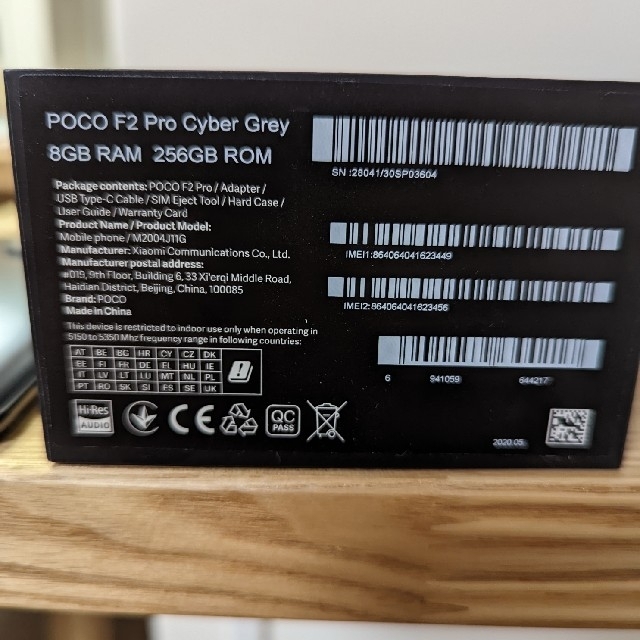 POCO F2 Pro Cyber Grey
8GB RAM 256GB ROM
Package contents: POCO F2 Pro / Adapter /
USB Type-C Cable / SIM Eject Tool / Hard Case /
User Guide / Warranty Card
Product Name / Product Model:
Mobile phone / M2004J11G
Manufacturer: Xiaomi Communications Co., Ltd.
Manufacturer postal address:
#019, 9th Floor, Building 6, 33 Xi'erqi Middle Road,
Haidian District, Beijing, China, 100085
Brand: POCO
Made in China
This device is restricted to indoor use only when operating in
5150 to 5350 Mhz frequency range in following countries:
AT BE BG HR CY CZ DK
EE FI FR DE EL HU IE
IT LV LT LU MT NL PL
PT RO SK SI ES SE UK
Hi-Res
AUDIO
CE
QC
PASS
SN :28041/30SP03604
IMEI1:864064041623449
IMEI2:864064041623456
6 941059 644217
2020.05